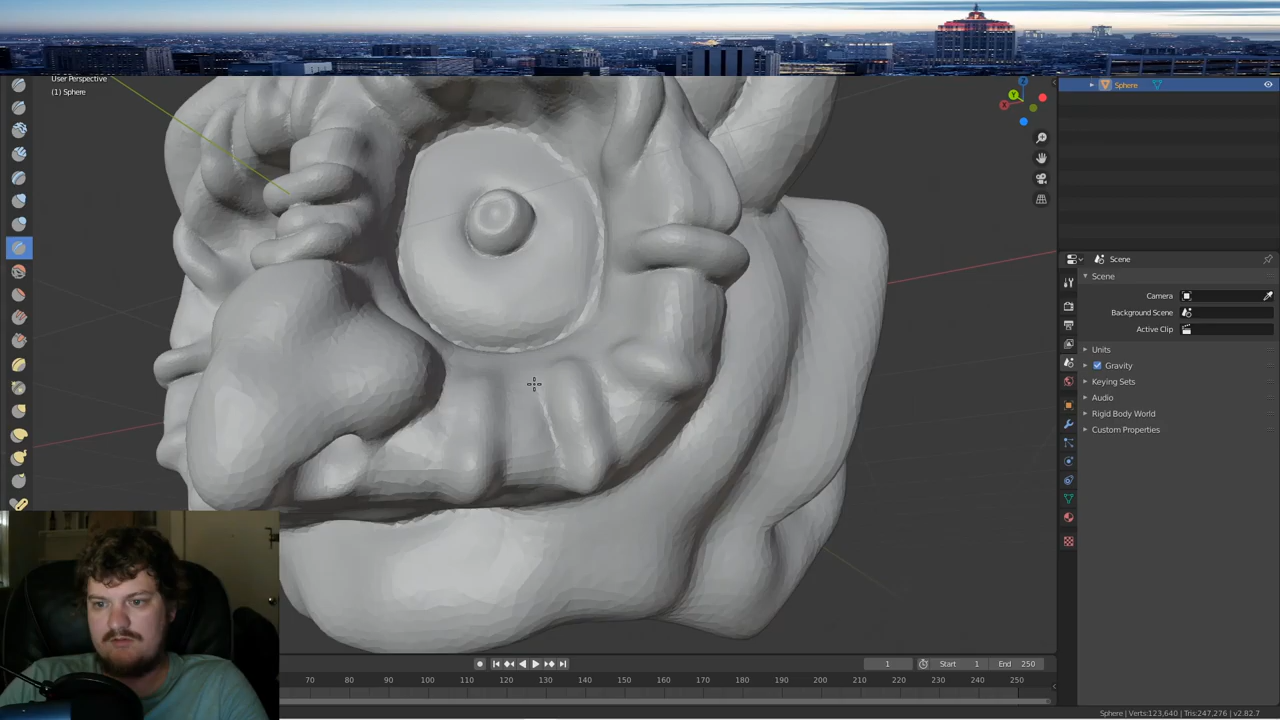 User Perspective
(1) Sphere
Sphere
Scene
Scene
Camera
Background Scene
Active Clip
Units
Gravity
Keying Sets
Audio
Rigid Body World
Custom Properties
1
Start 1
End 250
70 80 90 100 110 120 130 140 150 160 170 180 190 200 210 220 230 240 250
Sphere | Verts:123,640 | Tris:247,276 | v2.82.7